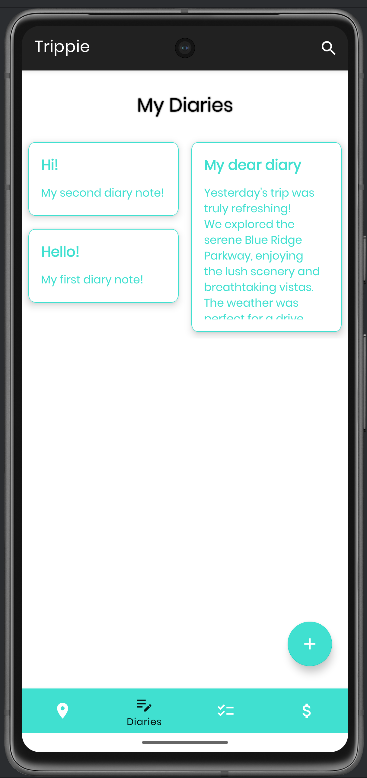 Trippie
My Diaries
Hi!
My second diary note!
Hello!
My first diary note!
My dear diary
Yesterday's trip was
truly refreshing!
We explored the
serene Blue Ridge
Parkway, enjoying
the lush scenery and
breathtaking vistas.
The weather was
perfect for a drive
Diaries